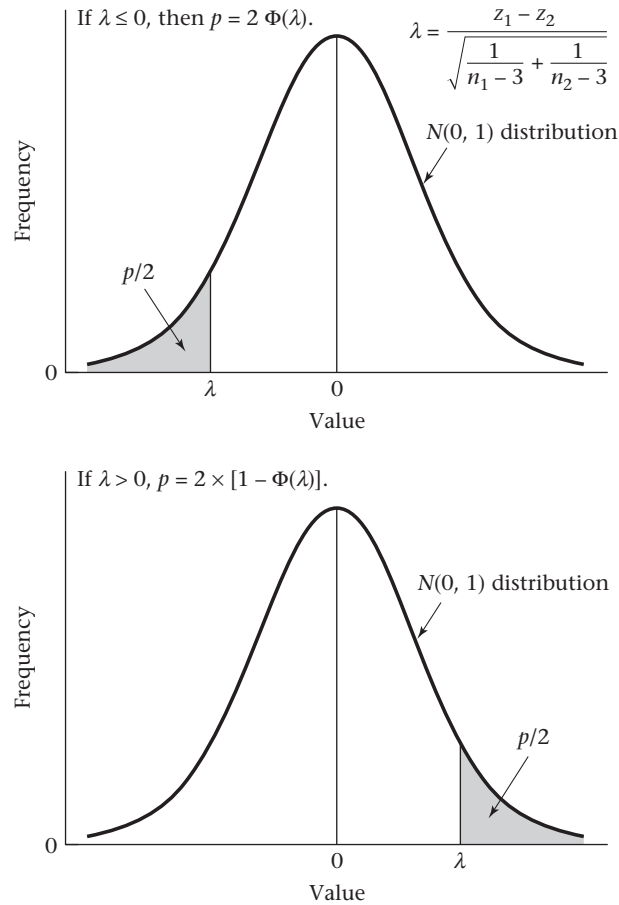 If λ ≤ 0, then p = 2 Φ(λ).
λ = z₁ – z₂ / √(1/(n₁ – 3) + 1/(n₂ – 3))
N(0, 1) distribution
Frequency
p/2
0
λ 0
Value
If λ > 0, p = 2 × [1 – Φ(λ)].
N(0, 1) distribution
Frequency
p/2
0
0 λ
Value